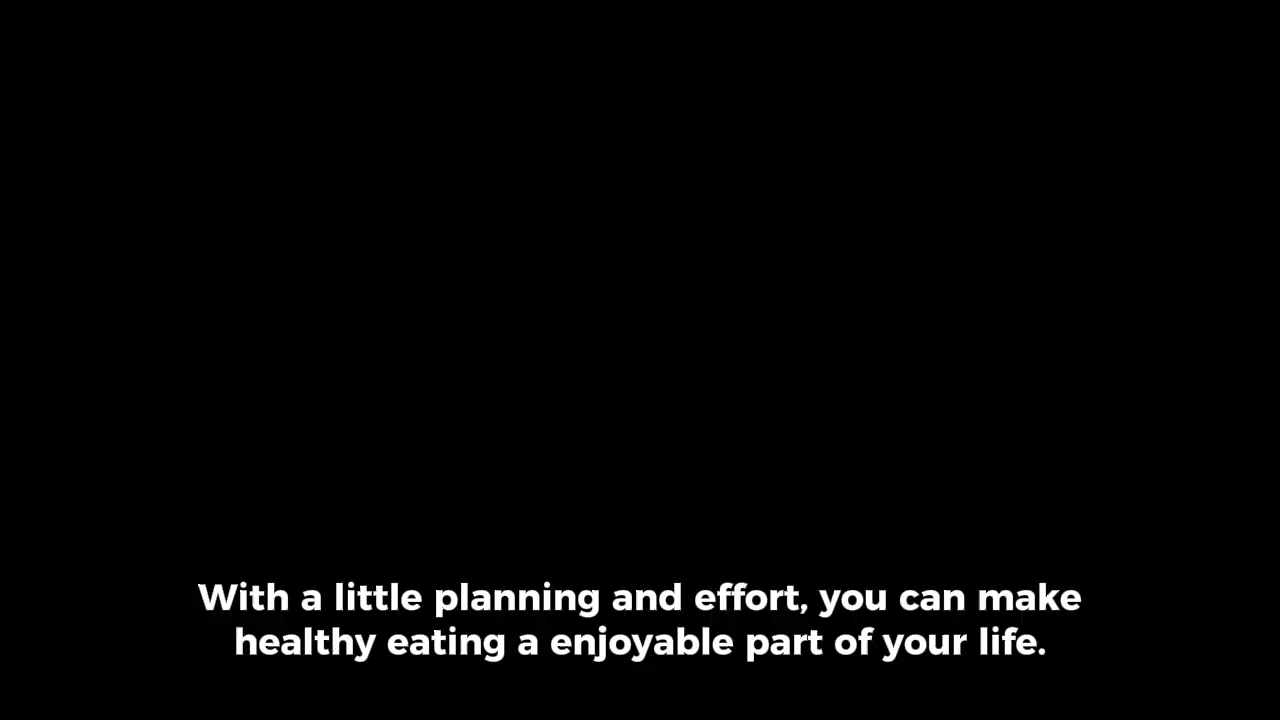 With a little planning and effort, you can make
healthy eating a enjoyable part of your life.